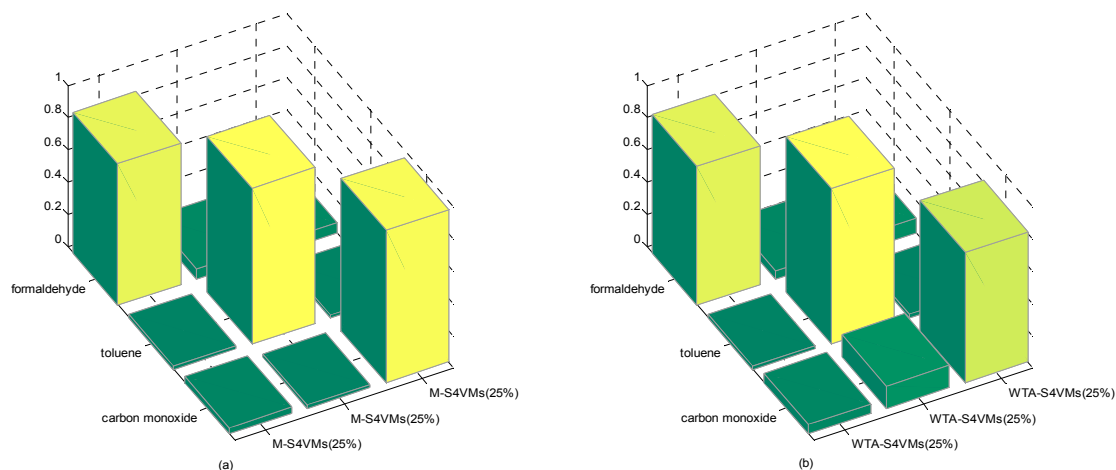 1
0.8
0.6
0.4
0.2
0
formaldehyde
toluene
carbon monoxide
M-S4VMs(25%)
M-S4VMs(25%)
M-S4VMs(25%)
(a)
1
0.8
0.6
0.4
0.2
0
formaldehyde
toluene
carbon monoxide
WTA-S4VMs(25%)
WTA-S4VMs(25%)
WTA-S4VMs(25%)
(b)